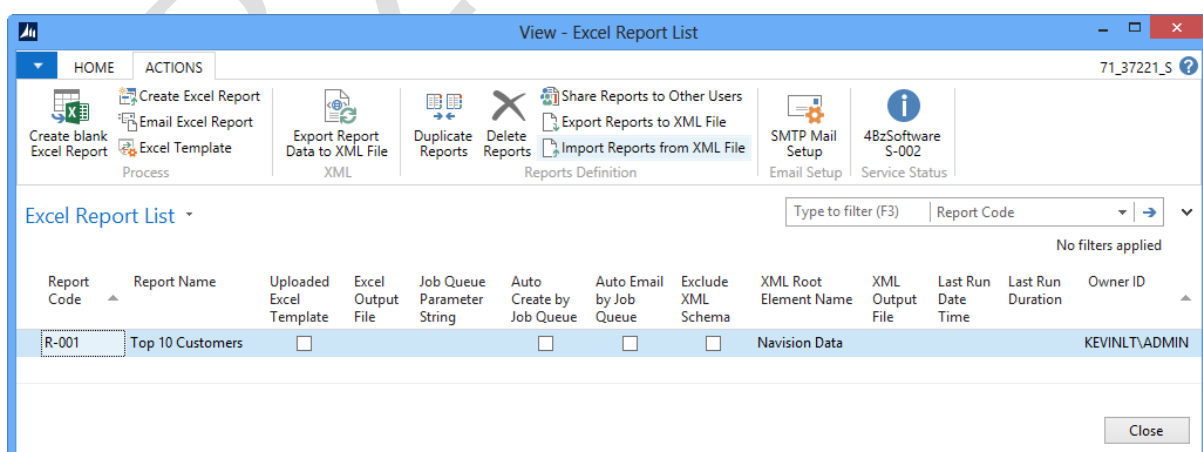 View - Excel Report List
HOME ACTIONS 71_37221_S
Create blank Excel Report
Create Excel Report
Email Excel Report
Excel Template
Process
Export Report Data to XML File
XML
Duplicate Reports
Delete Reports
Share Reports to Other Users
Export Reports to XML File
Import Reports from XML File
Reports Definition
SMTP Mail Setup
Email Setup
4BzSoftware S-002
Service Status
Excel Report List
Type to filter (F3) Report Code
No filters applied
Report Code Report Name Uploaded Excel Template Excel Output File Job Queue Parameter String Auto Create by Job Queue Auto Email by Job Queue Exclude XML Schema XML Root Element Name XML Output File Last Run Date Time Last Run Duration Owner ID
R-001 Top 10 Customers Navision Data KEVINLT\ADMIN
Close